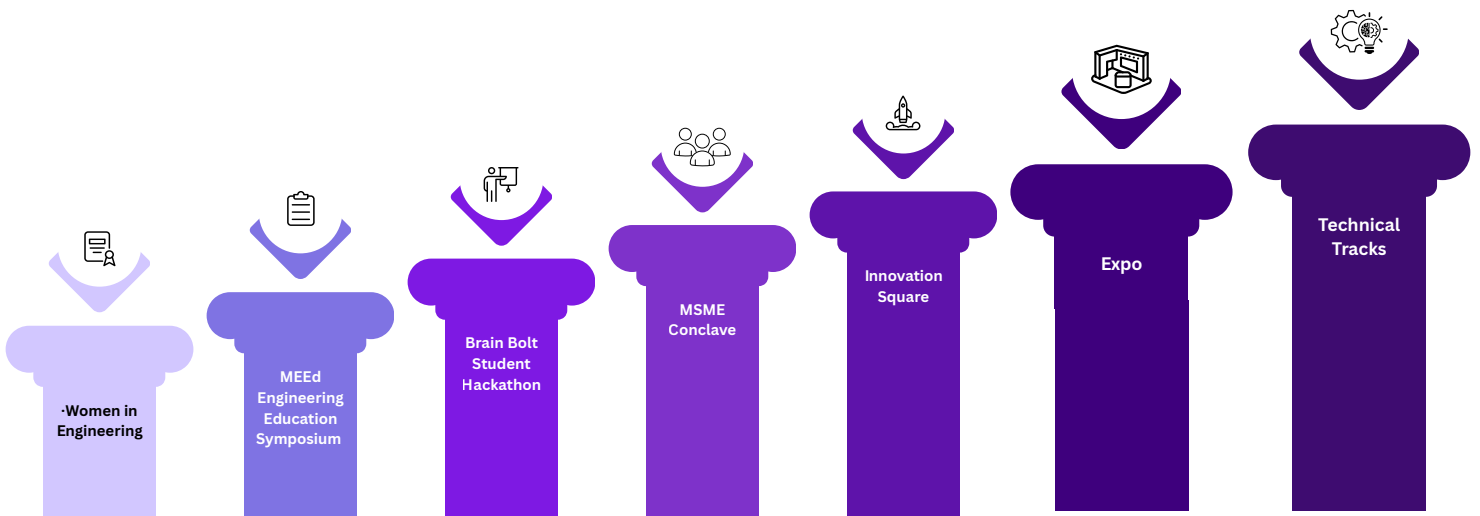 ·Women in
Engineering
MEEd
Engineering
Education
Symposium
Brain Bolt
Student
Hackathon
MSME
Conclave
Innovation
Square
Expo
Technical
Tracks